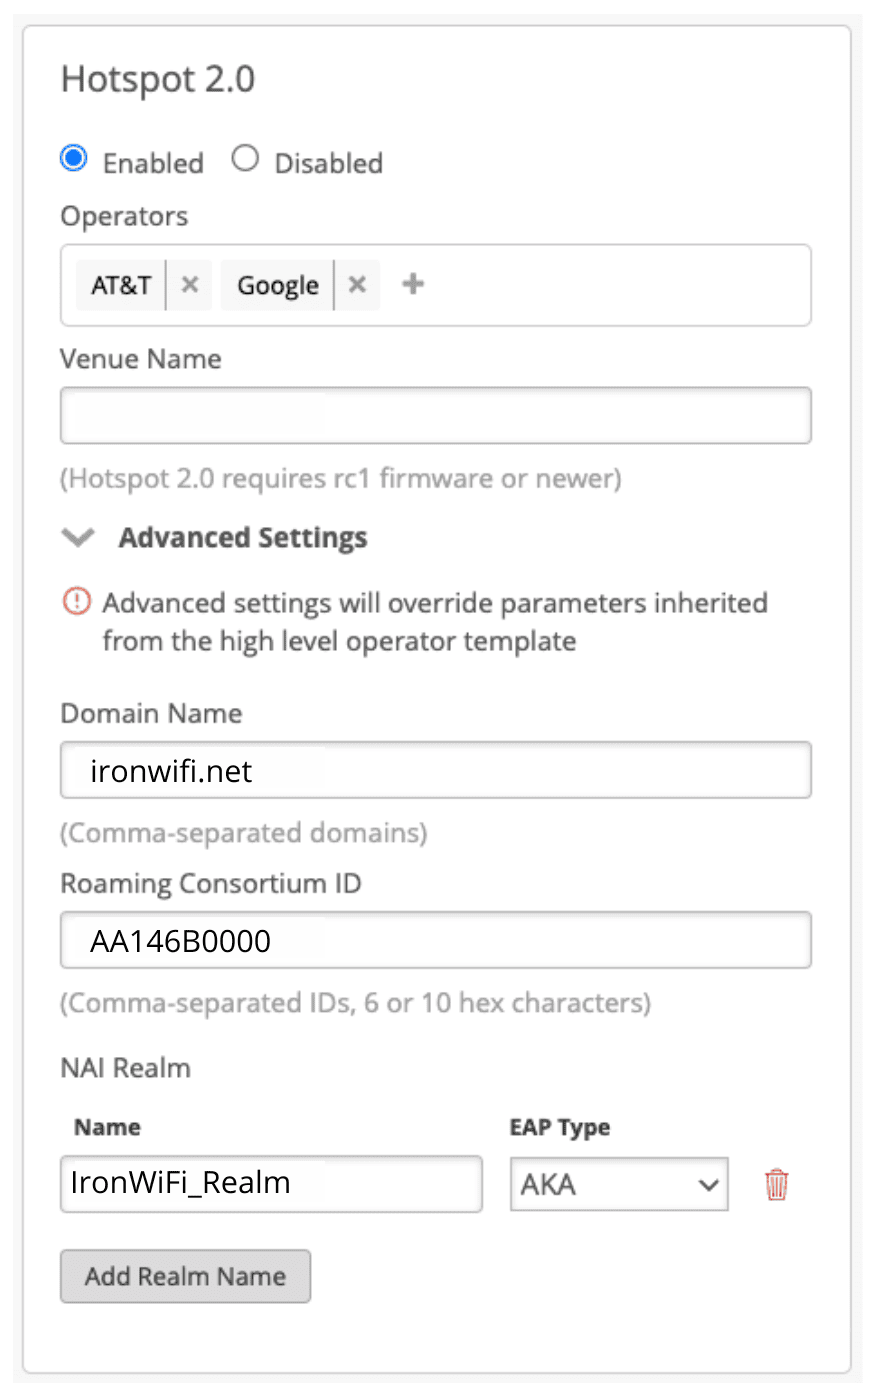 Hotspot 2.0
Enabled Disabled
Operators
AT&T × Google × +
Venue Name
(Hotspot 2.0 requires rc1 firmware or newer)
Advanced Settings
Advanced settings will override parameters inherited
from the high level operator template
Domain Name
ironwifi.net
(Comma-separated domains)
Roaming Consortium ID
AA146B0000
(Comma-separated IDs, 6 or 10 hex characters)
NAI Realm
Name EAP Type
IronWiFi_Realm AKA
Add Realm Name